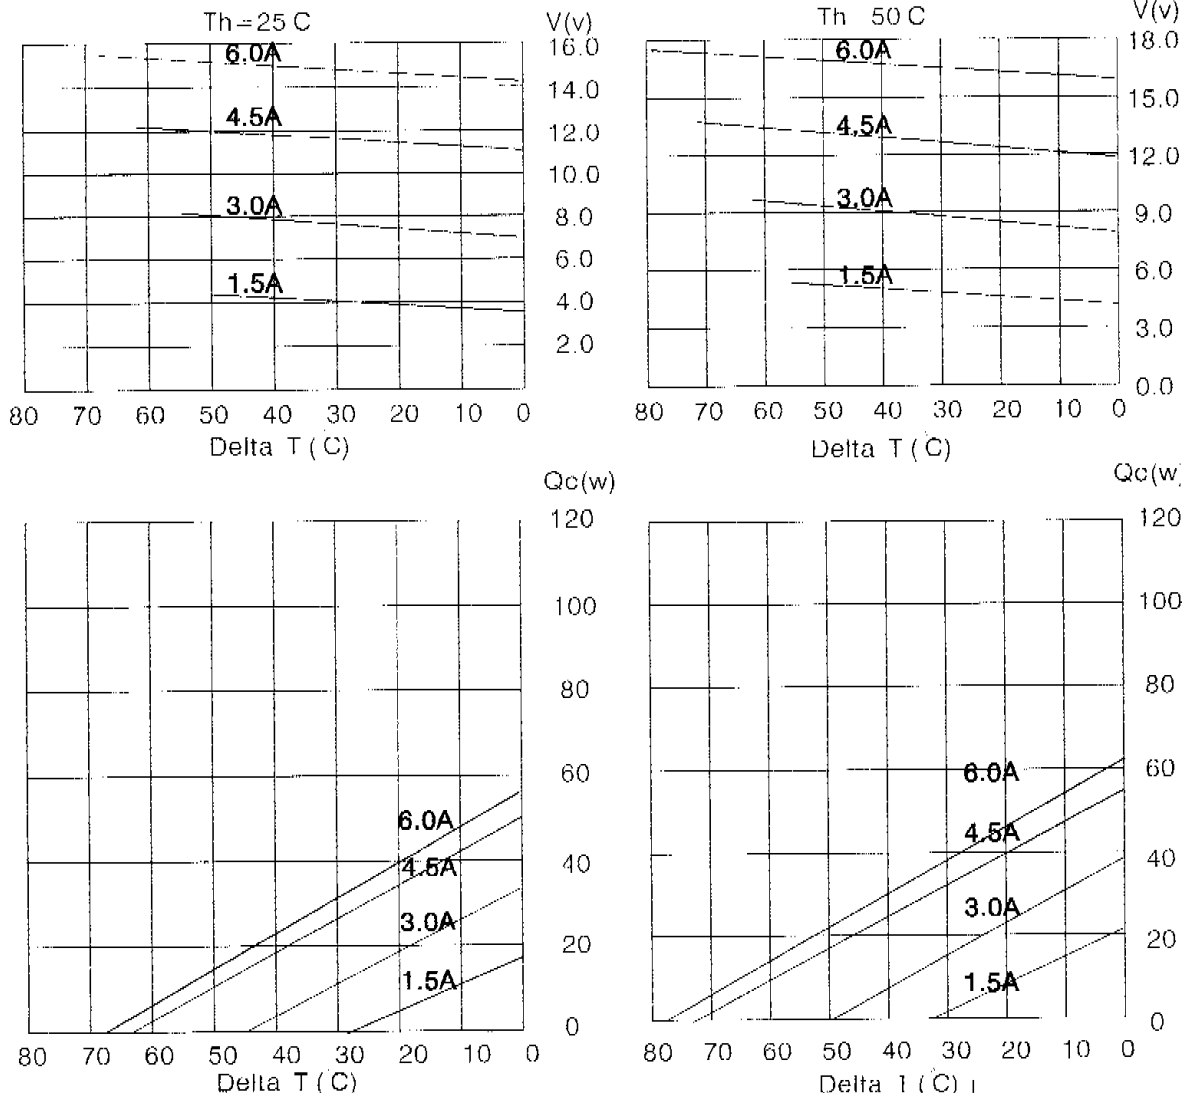 Th=25 C
V(v)
16.0
14.0
12.0
10.0
8.0
6.0
4.0
2.0
6.0A
4.5A
3.0A
1.5A
80 70 60 50 40 30 20 10 0
Delta T (°C)
Th 50 C
V(v)
18.0
15.0
12.0
9.0
6.0
3.0
0.0
6.0A
4.5A
3.0A
1.5A
80 70 60 50 40 30 20 10 0
Delta T (°C)
Qc(w)
120
100
80
60
40
20
0
6.0A
4.5A
3.0A
1.5A
80 70 60 50 40 30 20 10 0
Delta T (°C)
Qc(w)
120
100
80
60
40
20
0
6.0A
4.5A
3.0A
1.5A
80 70 60 50 40 30 20 10 0
Delta T (°C)